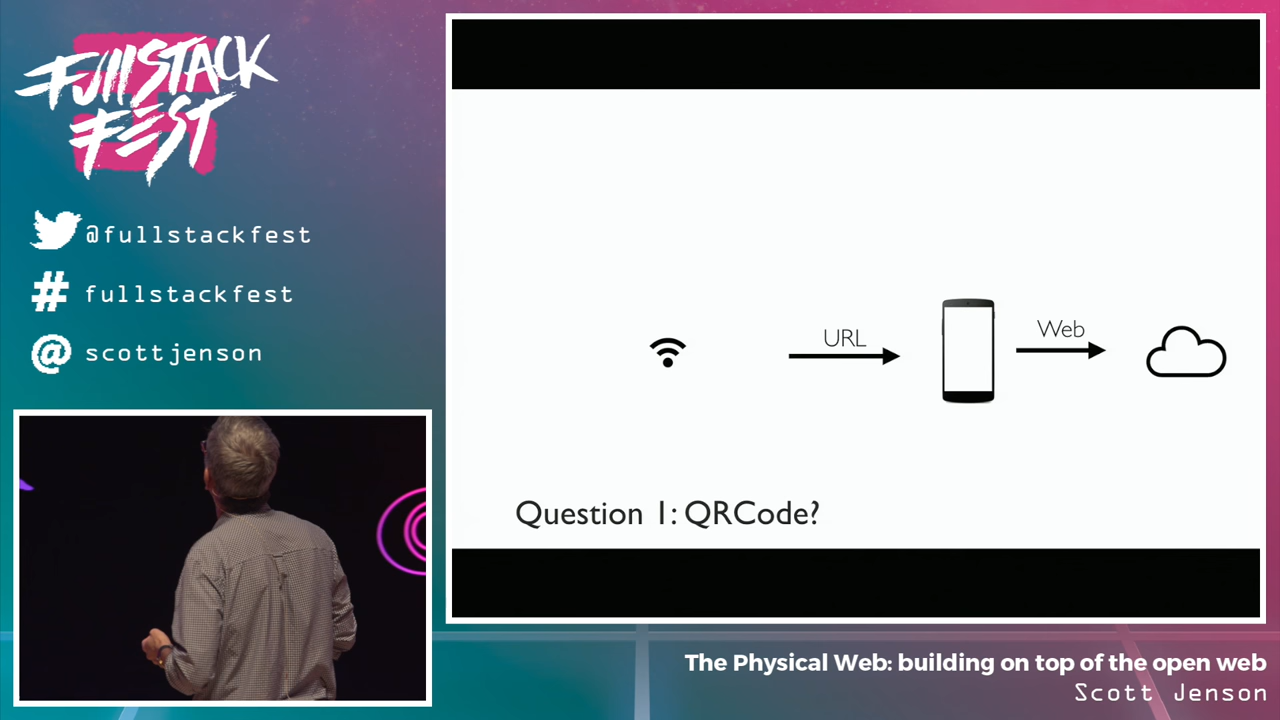 FullSTACK
FEST
@fullstackfest
# fullstackfest
@ scottjenson
URL
Web
Question 1: QRCode?
The Physical Web: building on top of the open web
Scott Jenson